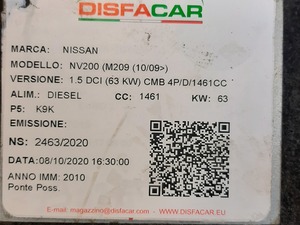 DISFACAR
MARCA: NISSAN
MODELLO: NV200 (M209 (10/09>)
VERSIONE: 1.5 DCI (63 KW) CMB 4P/D/1461CC
ALIM.: DIESEL CC: 1461 KW: 63
P5: K9K
EMISSIONE:
NS: 2463/2020
DATA:08/10/2020 16:30:00
ANNO IMM: 2010
Ponte Poss.
E-mail: magazzino@disfacar.com - WWW.DISFACAR.EU